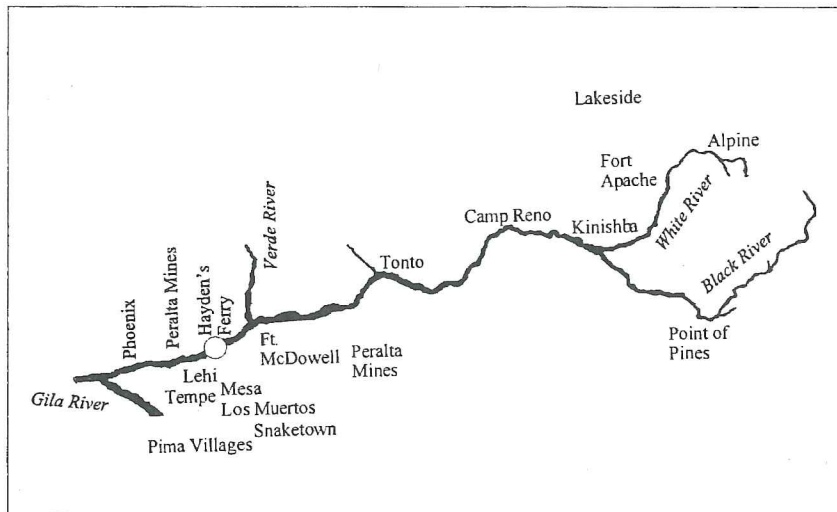 Lakeside
Alpine
Fort
Apache
White River
Camp Reno
Kinishba
Black River
Verde River
Tonto
Phoenix
Peralta Mines
Hayden's
Ferry
Ft.
McDowell
Peralta
Mines
Point of
Pines
Lehi
Tempe
Mesa
Gila River
Los Muertos
Snaketown
Pima Villages